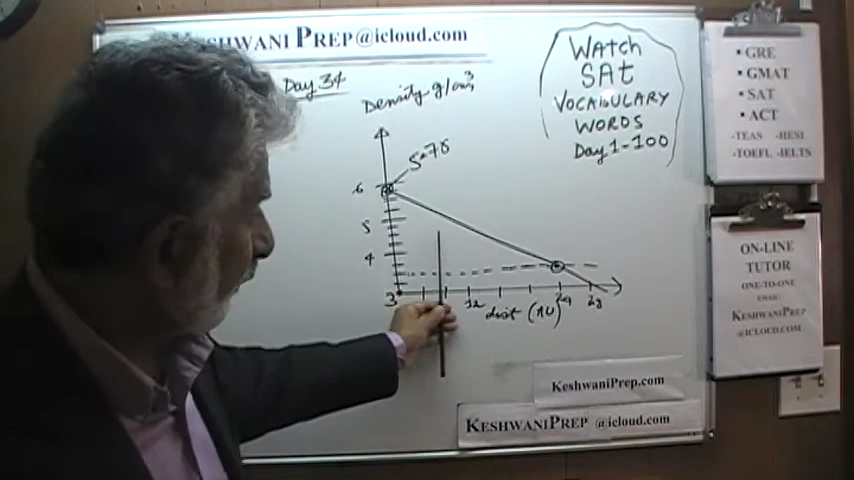 KESHWANI PREP@icloud.com
Day 34
Density g/cm³
5.78
6
5
4
3
12
dist (AU)
24
28
WATCH
SAt
VOCABULARY
WORDS
Day 1-100
• GRE
• GMAT
• SAT
• ACT
-TEAS -HESI
-TOEFL -IELTS
ON-LINE
TUTOR
ONE-TO-ONE
EMAIL:
KESHWANIPREP
@ICLOUD.COM
KeshwaniPrep.com
KESHWANIPREP @icloud.com